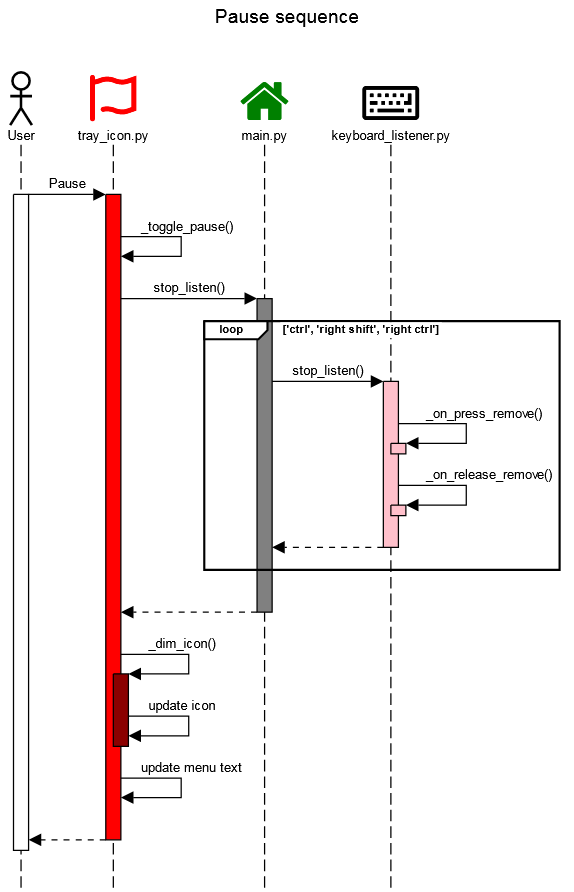 Pause sequence
User
tray_icon.py
main.py
keyboard_listener.py
Pause
_toggle_pause()
stop_listen()
loop
['ctrl', 'right shift', 'right ctrl']
stop_listen()
_on_press_remove()
_on_release_remove()
_dim_icon()
update icon
update menu text